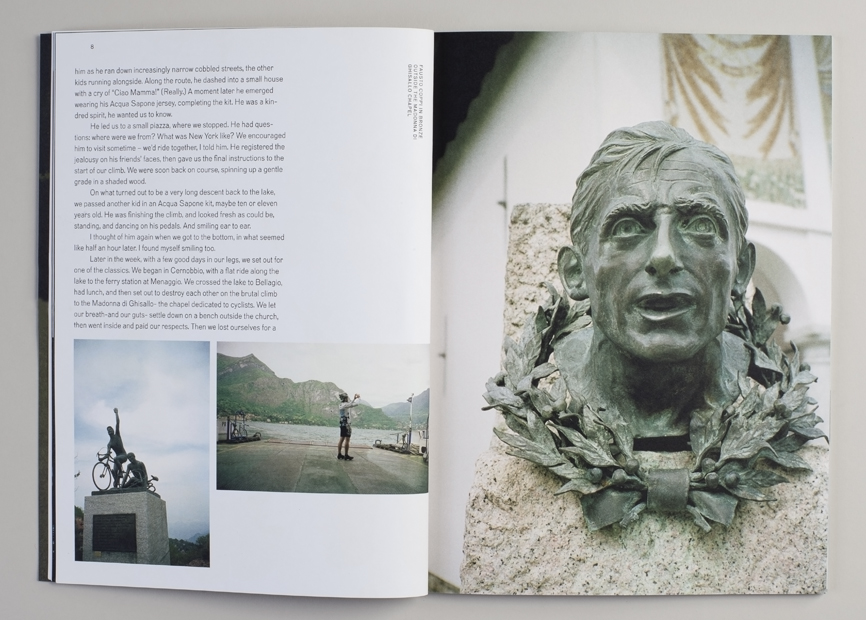 6
him as he ran down increasingly narrow cobbled streets, the other
kids running alongside. Along the route, he dashed into a small house
with a cry of "Ciao Mamma!" (Really.) A moment later he emerged
wearing his Acqua Sapone jersey, completing the kit. He was a kin-
dred spirit, he wanted us to know.
He led us to a small piazza, where we stopped. He had ques-
tions: where were we from? What was New York like? We encouraged
him to visit sometime – we'd ride together, I told him. He registered the
jealousy on his friends' faces, then gave us the final instructions to the
start of our climb. We were soon back on course, spinning up a gentle
grade in a shaded wood.
On what turned out to be a very long descent back to the lake,
we passed another kid in an Acqua Sapone kit, maybe ten or eleven
years old. He was finishing the climb, and looked fresh as could be,
standing, and dancing on his pedals. And smiling ear to ear.
I thought of him again when we got to the bottom, in what seemed
like half an hour later. I found myself smiling too.
Later in the week, with a few good days in our legs, we set out for
one of the classics. We began in Cernobbio, with a flat ride along the
lake to the ferry station at Menaggio. We crossed the lake to Bellagio,
had lunch, and then set out to destroy each other on the brutal climb
to the Madonna di Ghisallo– the chapel dedicated to cyclists. We let
our breath–and our guts– settle down on a bench outside the church,
then went inside and paid our respects. Then we lost ourselves for a
FAUSTO COPPI IN BRONZE
OUTSIDE THE MADONNA DI
GHISALLO CHAPEL